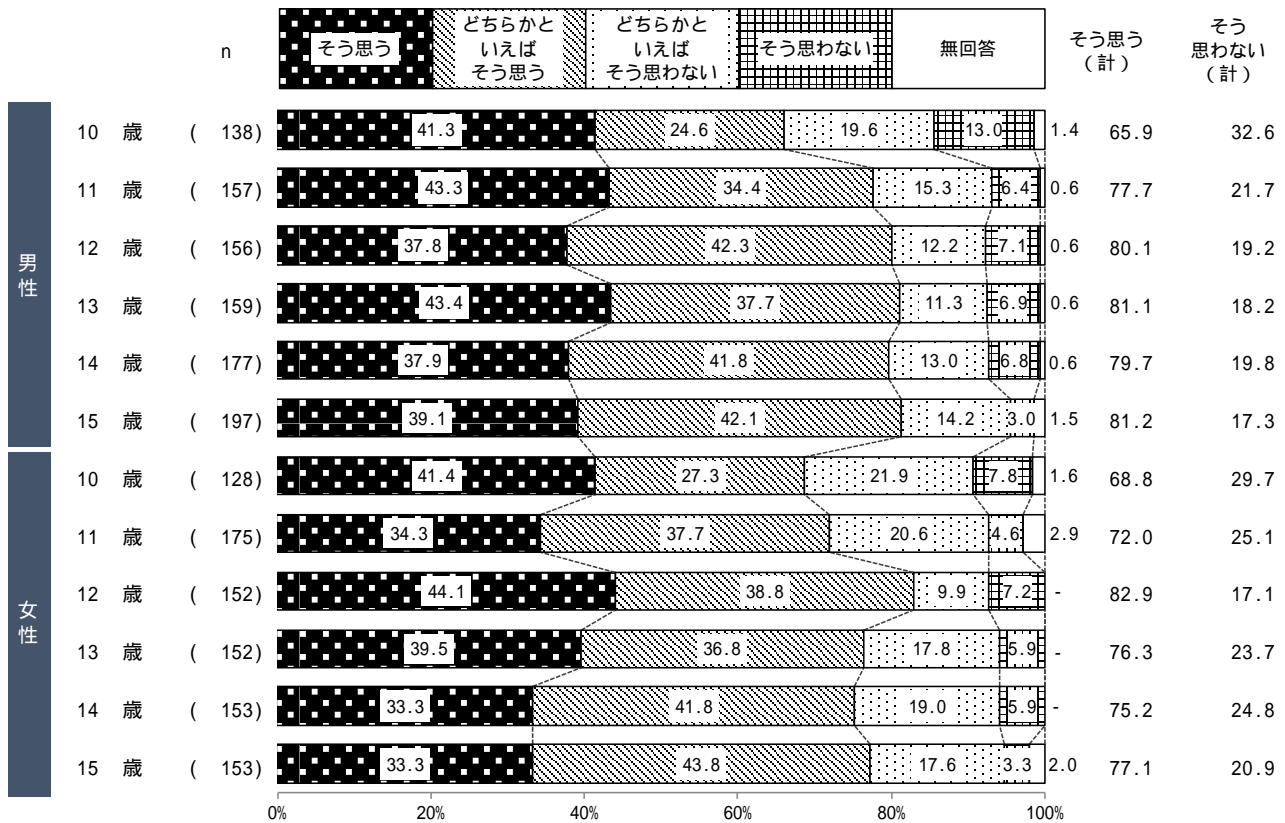 n そう思う どちらかと いえば そう思う どちらかと いえば そう思わない そう思わない 無回答 そう思う （計） そう 思わない （計）
男性
10 歳 ( 138) 41.3 24.6 19.6 13.0 1.4 65.9 32.6
11 歳 ( 157) 43.3 34.4 15.3 6.4 0.6 77.7 21.7
12 歳 ( 156) 37.8 42.3 12.2 7.1 0.6 80.1 19.2
13 歳 ( 159) 43.4 37.7 11.3 6.9 0.6 81.1 18.2
14 歳 ( 177) 37.9 41.8 13.0 6.8 0.6 79.7 19.8
15 歳 ( 197) 39.1 42.1 14.2 3.0 1.5 81.2 17.3
女性
10 歳 ( 128) 41.4 27.3 21.9 7.8 1.6 68.8 29.7
11 歳 ( 175) 34.3 37.7 20.6 4.6 2.9 72.0 25.1
12 歳 ( 152) 44.1 38.8 9.9 7.2 - 82.9 17.1
13 歳 ( 152) 39.5 36.8 17.8 5.9 - 76.3 23.7
14 歳 ( 153) 33.3 41.8 19.0 5.9 - 75.2 24.8
15 歳 ( 153) 33.3 43.8 17.6 3.3 2.0 77.1 20.9
0% 20% 40% 60% 80% 100%